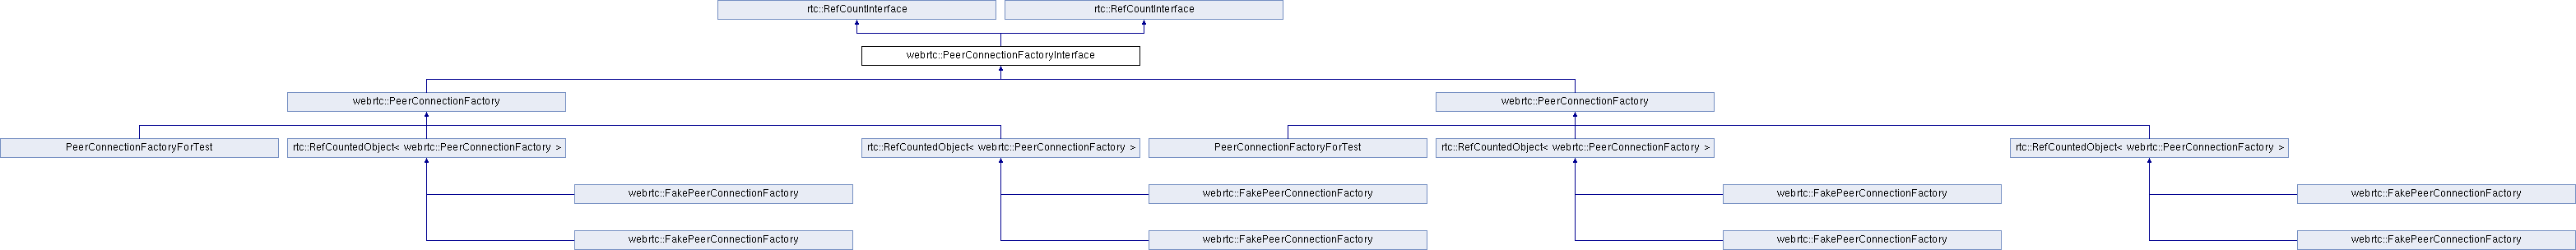 rtc::RefCountInterface
rtc::RefCountInterface
webrtc::PeerConnectionFactoryInterface
webrtc::PeerConnectionFactory
webrtc::PeerConnectionFactory
PeerConnectionFactoryForTest
rtc::RefCountedObject< webrtc::PeerConnectionFactory >
rtc::RefCountedObject< webrtc::PeerConnectionFactory >
PeerConnectionFactoryForTest
rtc::RefCountedObject< webrtc::PeerConnectionFactory >
rtc::RefCountedObject< webrtc::PeerConnectionFactory >
webrtc::FakePeerConnectionFactory
webrtc::FakePeerConnectionFactory
webrtc::FakePeerConnectionFactory
webrtc::FakePeerConnectionFactory
webrtc::FakePeerConnectionFactory
webrtc::FakePeerConnectionFactory
webrtc::FakePeerConnectionFactory
webrtc::FakePeerConnectionFactory